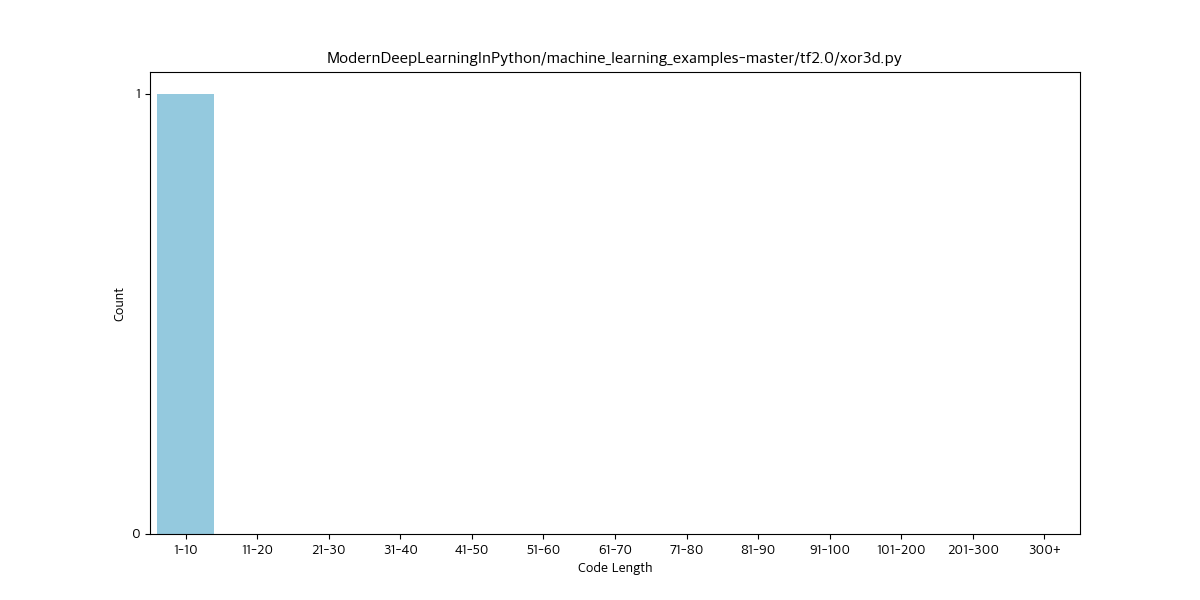 ModernDeepLearningInPython/machine_learning_examples-master/tf2.0/xor3d.py
1
Count
0
1-10 11-20 21-30 31-40 41-50 51-60 61-70 71-80 81-90 91-100 101-200 201-300 300+
Code Length